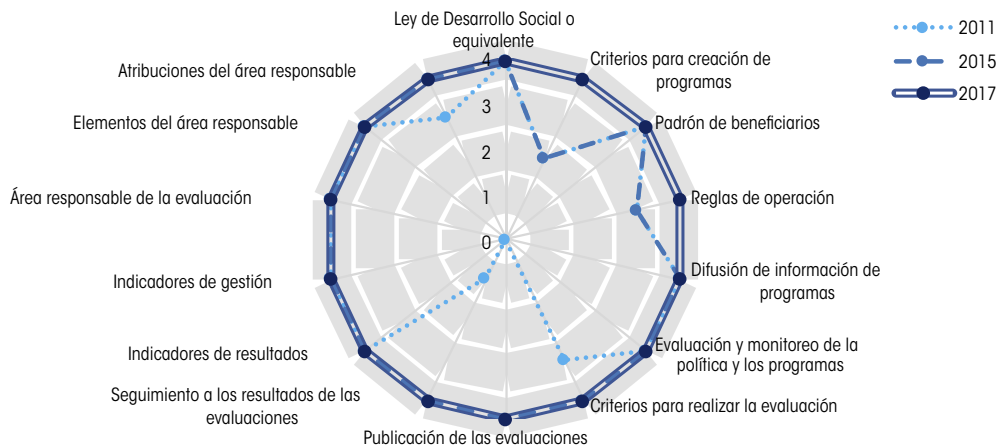 Ley de Desarrollo Social o
equivalente
Criterios para creación de
programas
Padrón de beneficiarios
Reglas de operación
Difusión de información de
programas
Evaluación y monitoreo de la
política y los programas
Criterios para realizar la evaluación
Publicación de las evaluaciones
Seguimiento a los resultados de las
evaluaciones
Indicadores de resultados
Indicadores de gestión
Área responsable de la evaluación
Elementos del área responsable
Atribuciones del área responsable
4
3
2
1
0
2011
2015
2017